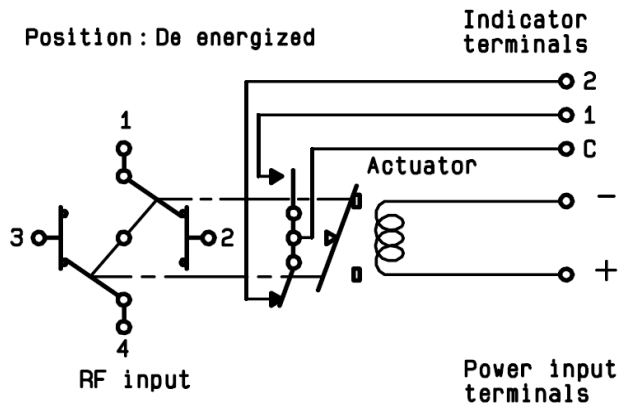 Position : De energized
Indicator
terminals
2
1
C
1
Actuator
-
3
2
+
4
RF input
Power input
terminals